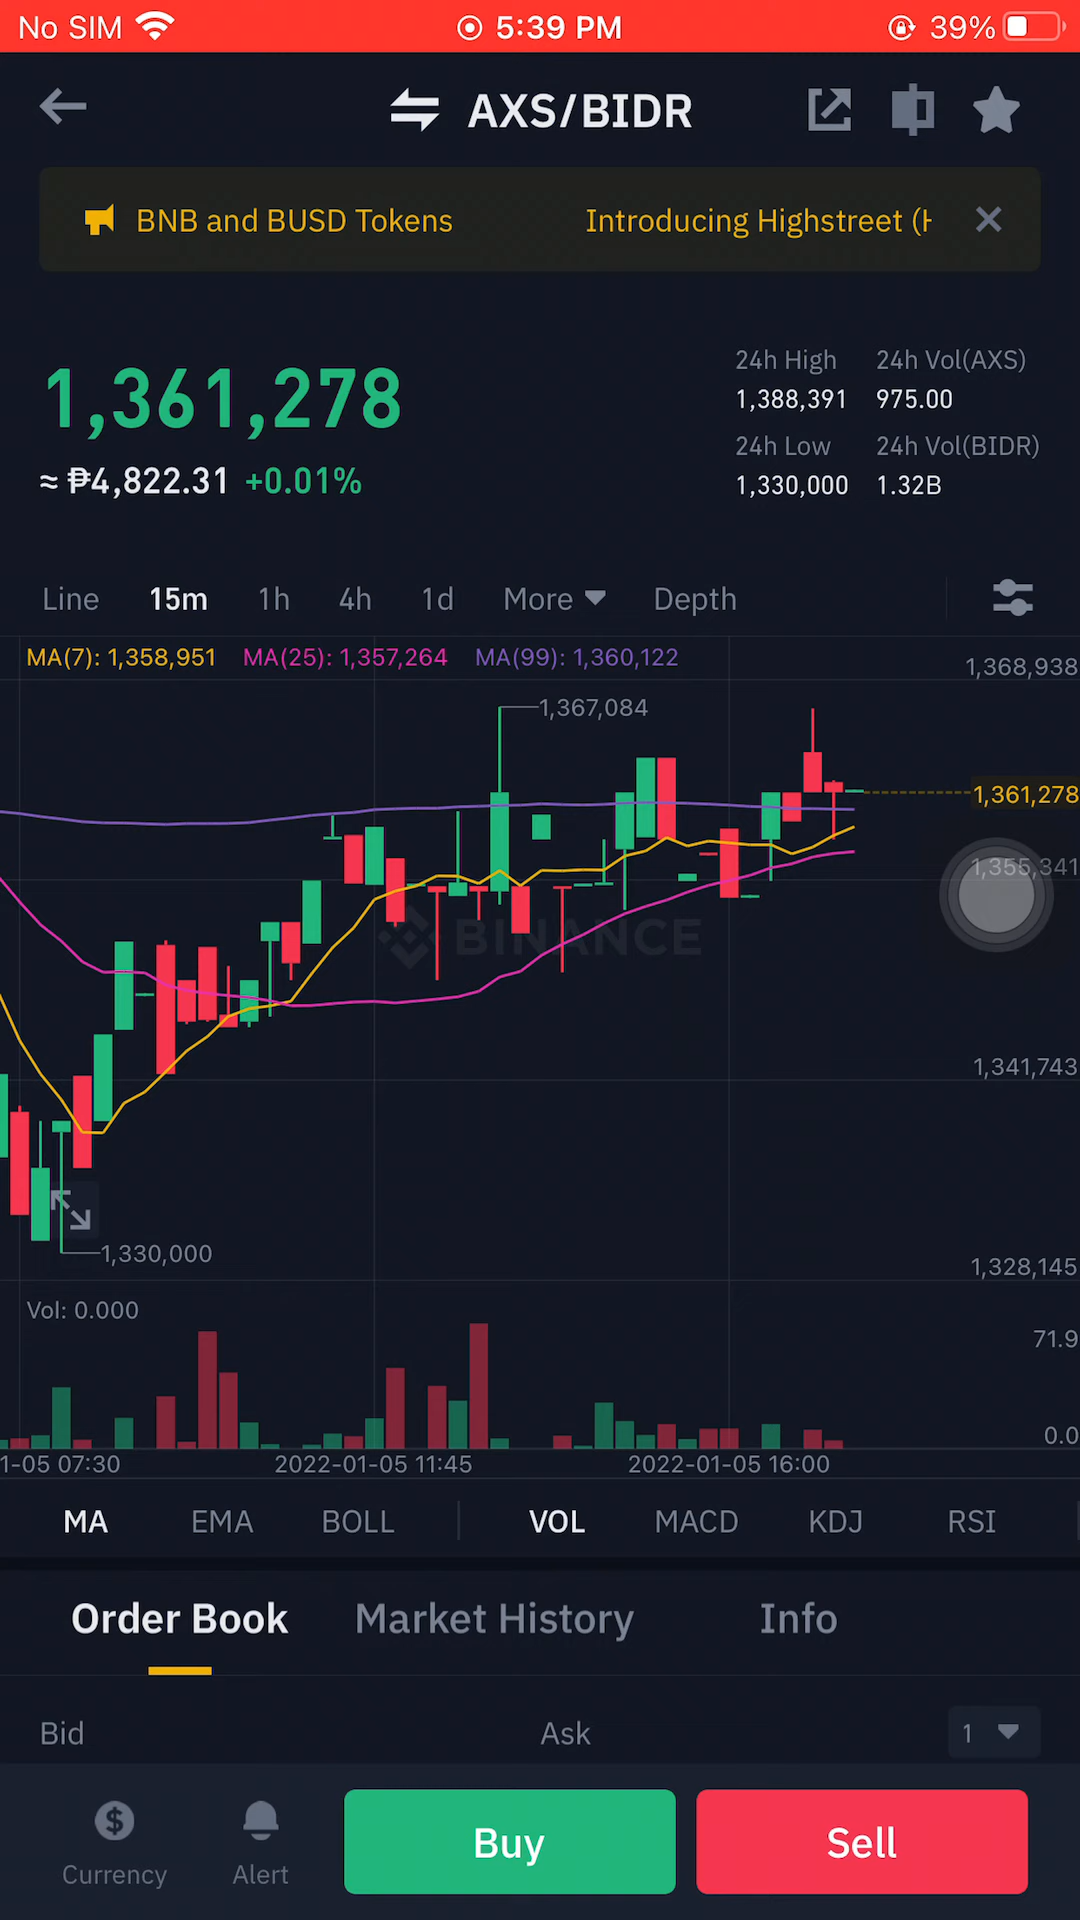 No SIM 5:39 PM 39%
AXS/BIDR
BNB and BUSD Tokens Introducing Highstreet (H
1,361,278
≈ ₱4,822.31 +0.01%
24h High 24h Vol(AXS)
1,388,391 975.00
24h Low 24h Vol(BIDR)
1,330,000 1.32B
Line 15m 1h 4h 1d More Depth
MA(7): 1,358,951 MA(25): 1,357,264 MA(99): 1,360,122
1,368,938
1,367,084
1,361,278
1,355,341
BINANCE
1,341,743
1,330,000
1,328,145
Vol: 0.000
71.9
0.0
1-05 07:30 2022-01-05 11:45 2022-01-05 16:00
MA EMA BOLL VOL MACD KDJ RSI
Order Book Market History Info
Bid Ask 1
Currency Alert Buy Sell